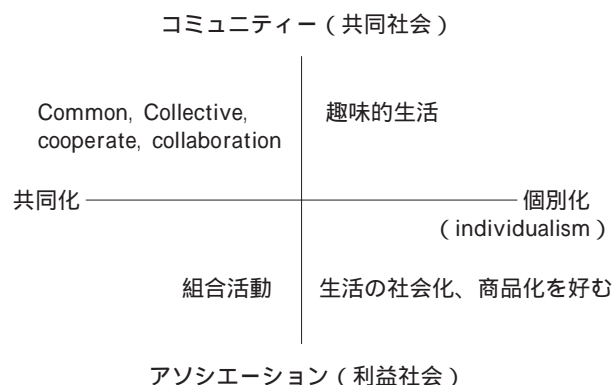 コミュニティー（共同社会）
Common, Collective,
cooperate, collaboration
趣味的生活
共同化
個別化
（individualism）
組合活動
生活の社会化、商品化を好む
アソシエーション（利益社会）